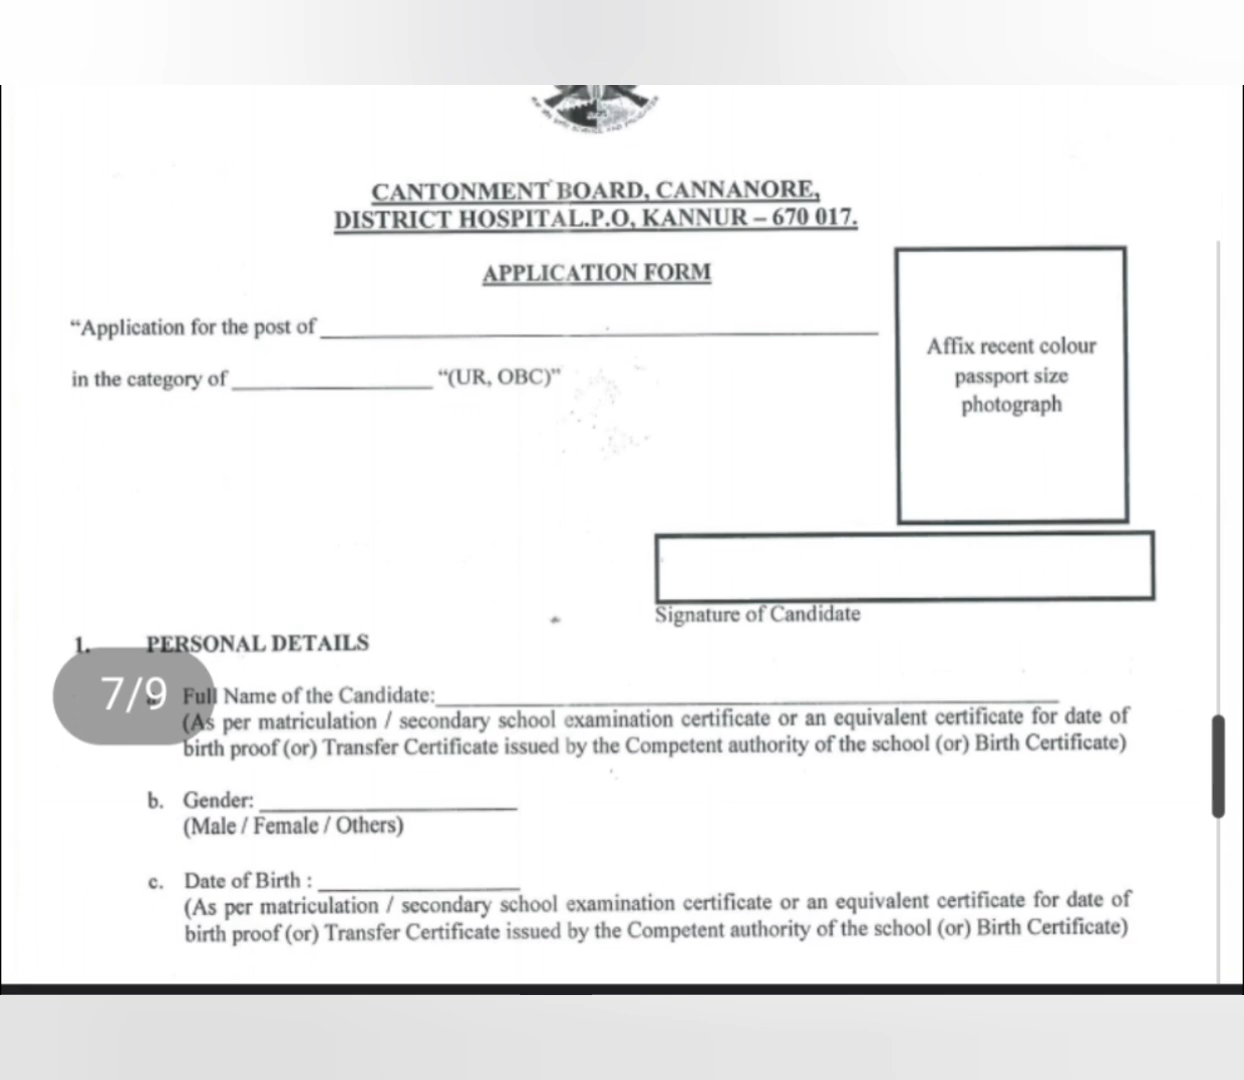 CANTONMENT BOARD, CANNANORE,
DISTRICT HOSPITAL.P.O, KANNUR – 670 017.
APPLICATION FORM
“Application for the post of
in the category of “(UR, OBC)”
Affix recent colour
passport size
photograph
Signature of Candidate
1. PERSONAL DETAILS
7/9
Full Name of the Candidate:
(As per matriculation / secondary school examination certificate or an equivalent certificate for date of
birth proof (or) Transfer Certificate issued by the Competent authority of the school (or) Birth Certificate)
b. Gender:
(Male / Female / Others)
c. Date of Birth :
(As per matriculation / secondary school examination certificate or an equivalent certificate for date of
birth proof (or) Transfer Certificate issued by the Competent authority of the school (or) Birth Certificate)